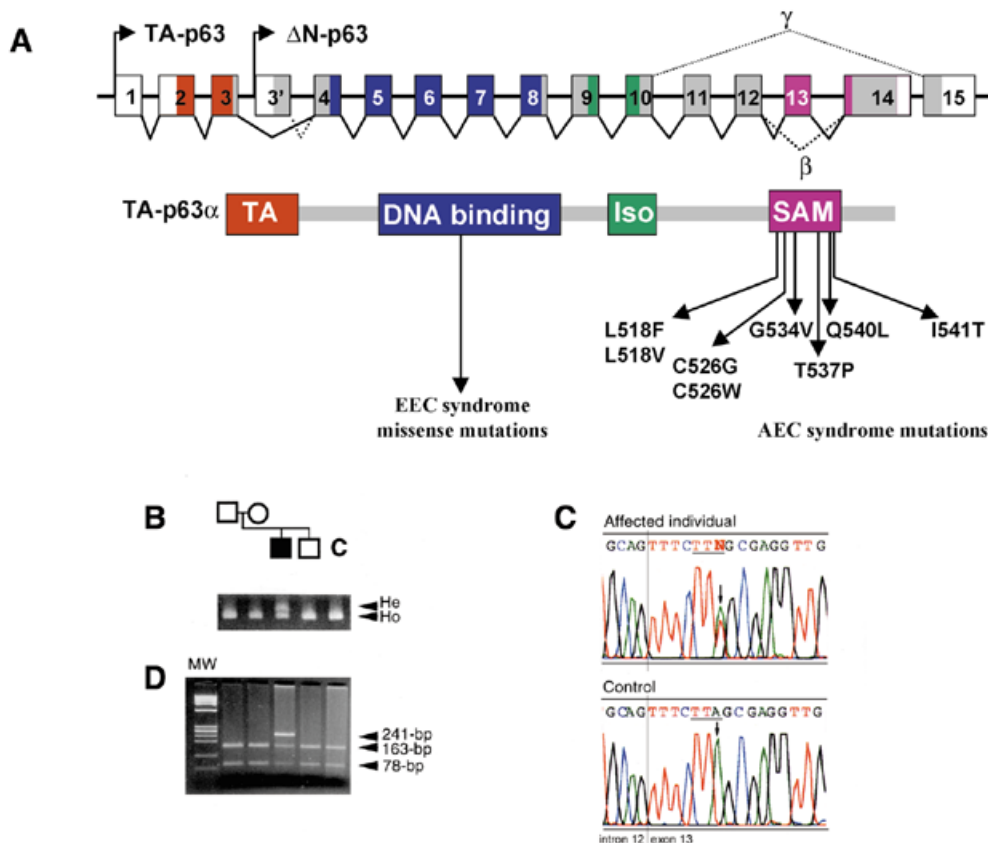 A
TA-p63
ΔN-p63
γ
1 2 3 3' 4 5 6 7 8 9 10 11 12 13 14 15
β
TA-p63α TA DNA binding Iso SAM
L518F
L518V
C526G
C526W
G534V
T537P
Q540L
I541T
EEC syndrome
missense mutations
AEC syndrome mutations
B
C
He
Ho
D
MW
241-bp
163-bp
78-bp
C
Affected individual
GCAGTTTCTTNGCGAGGTTG
Control
GCAGTTTCTTAGCGAGGTTG
intron 12 exon 13